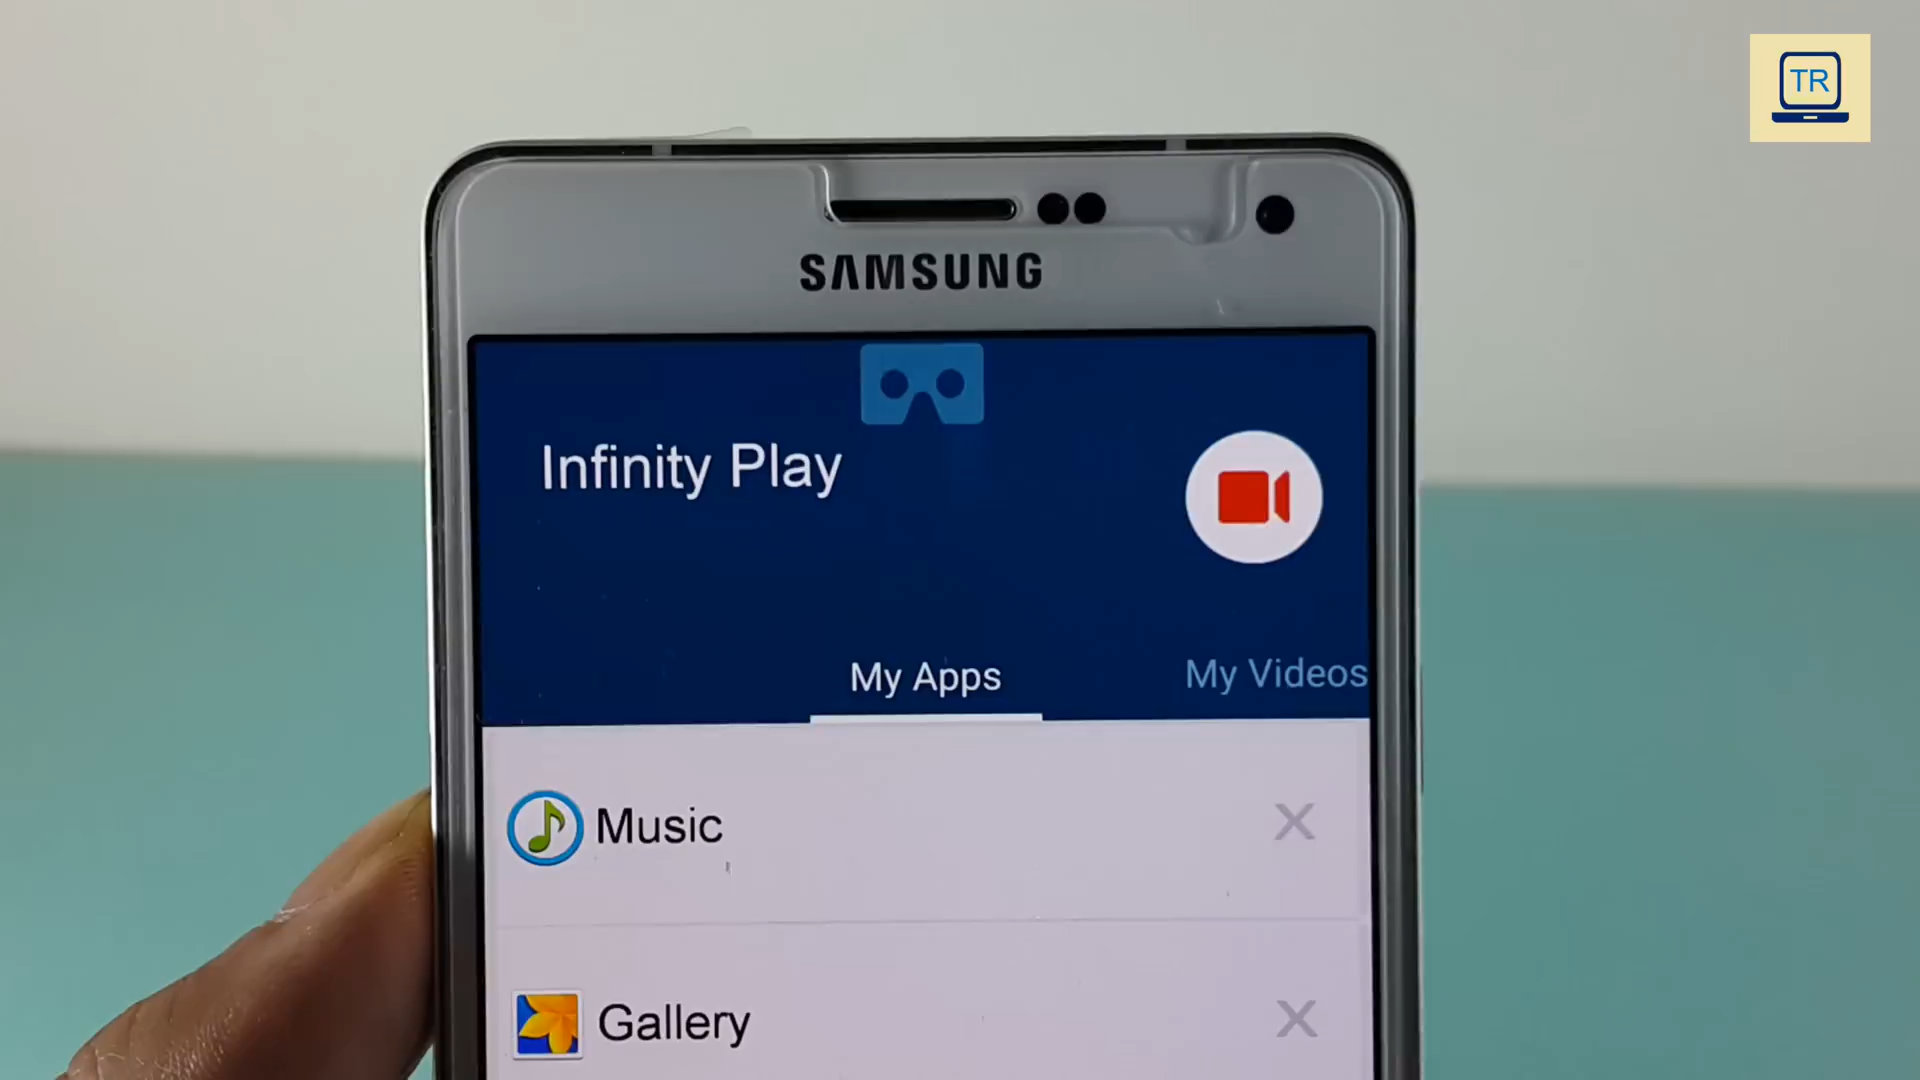 TR
SAMSUNG
Infinity Play
My Apps
My Videos
Music
Gallery